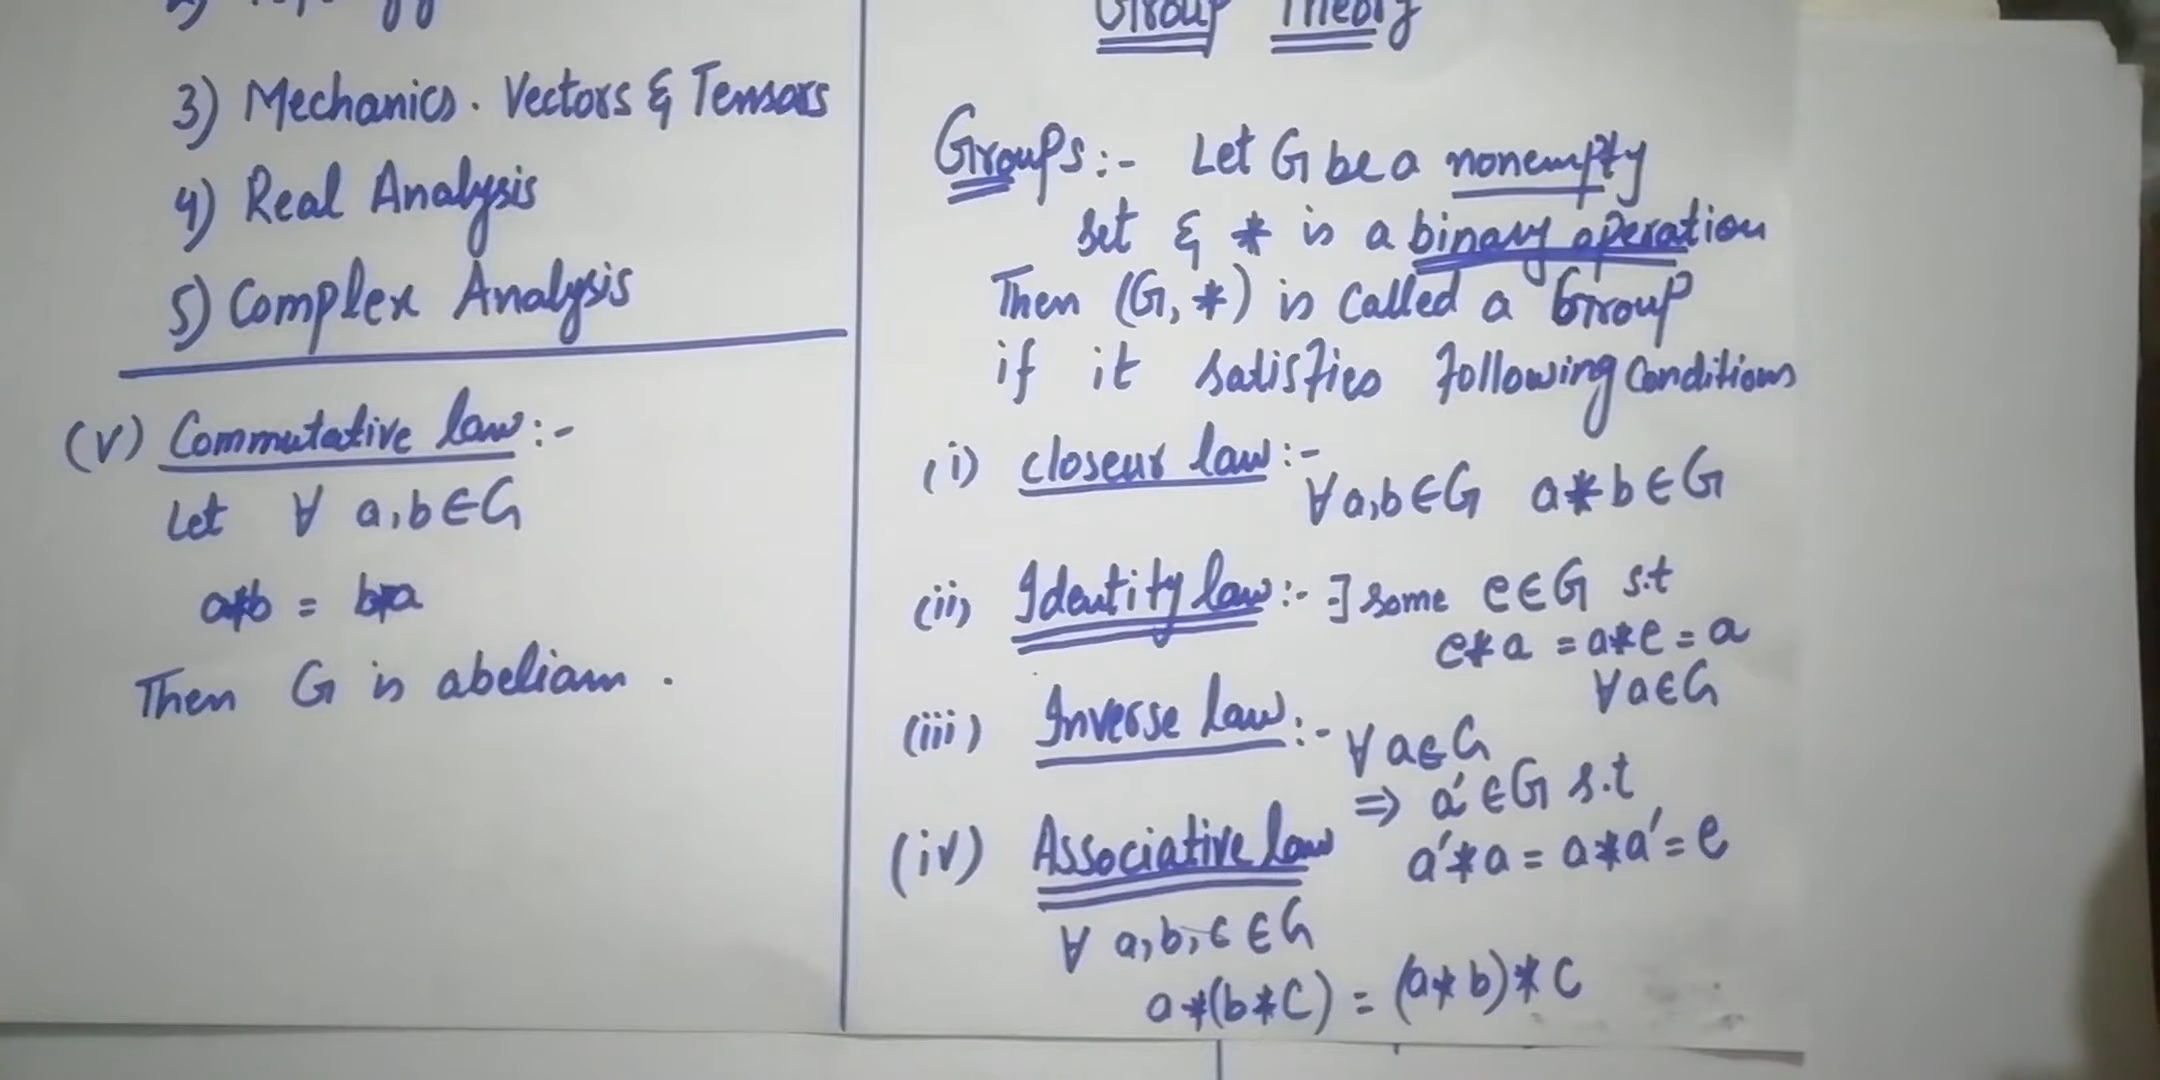 3) Mechanics. Vectors & Tensors
4) Real Analysis
5) Complex Analysis
(V) Commutative law:-
Let ∀ a,b∈G
a*b = b*a
Then G is abeliam.
Group Theory
Groups:- Let G be a nonempty
set & * is a binary operation
Then (G, *) is called a Group
if it satisfies following conditions
(i) closeur law:-
∀ a,b∈G a*b∈G
(ii) Identity law:- ∃ some e∈G s.t
e*a = a*e = a
∀ a∈G
(iii) Inverse law:- ∀ a∈G
⇒ a'∈G s.t
a'*a = a*a' = e
(iv) Associative law
∀ a,b,c ∈G
a*(b*c) = (a*b)*c